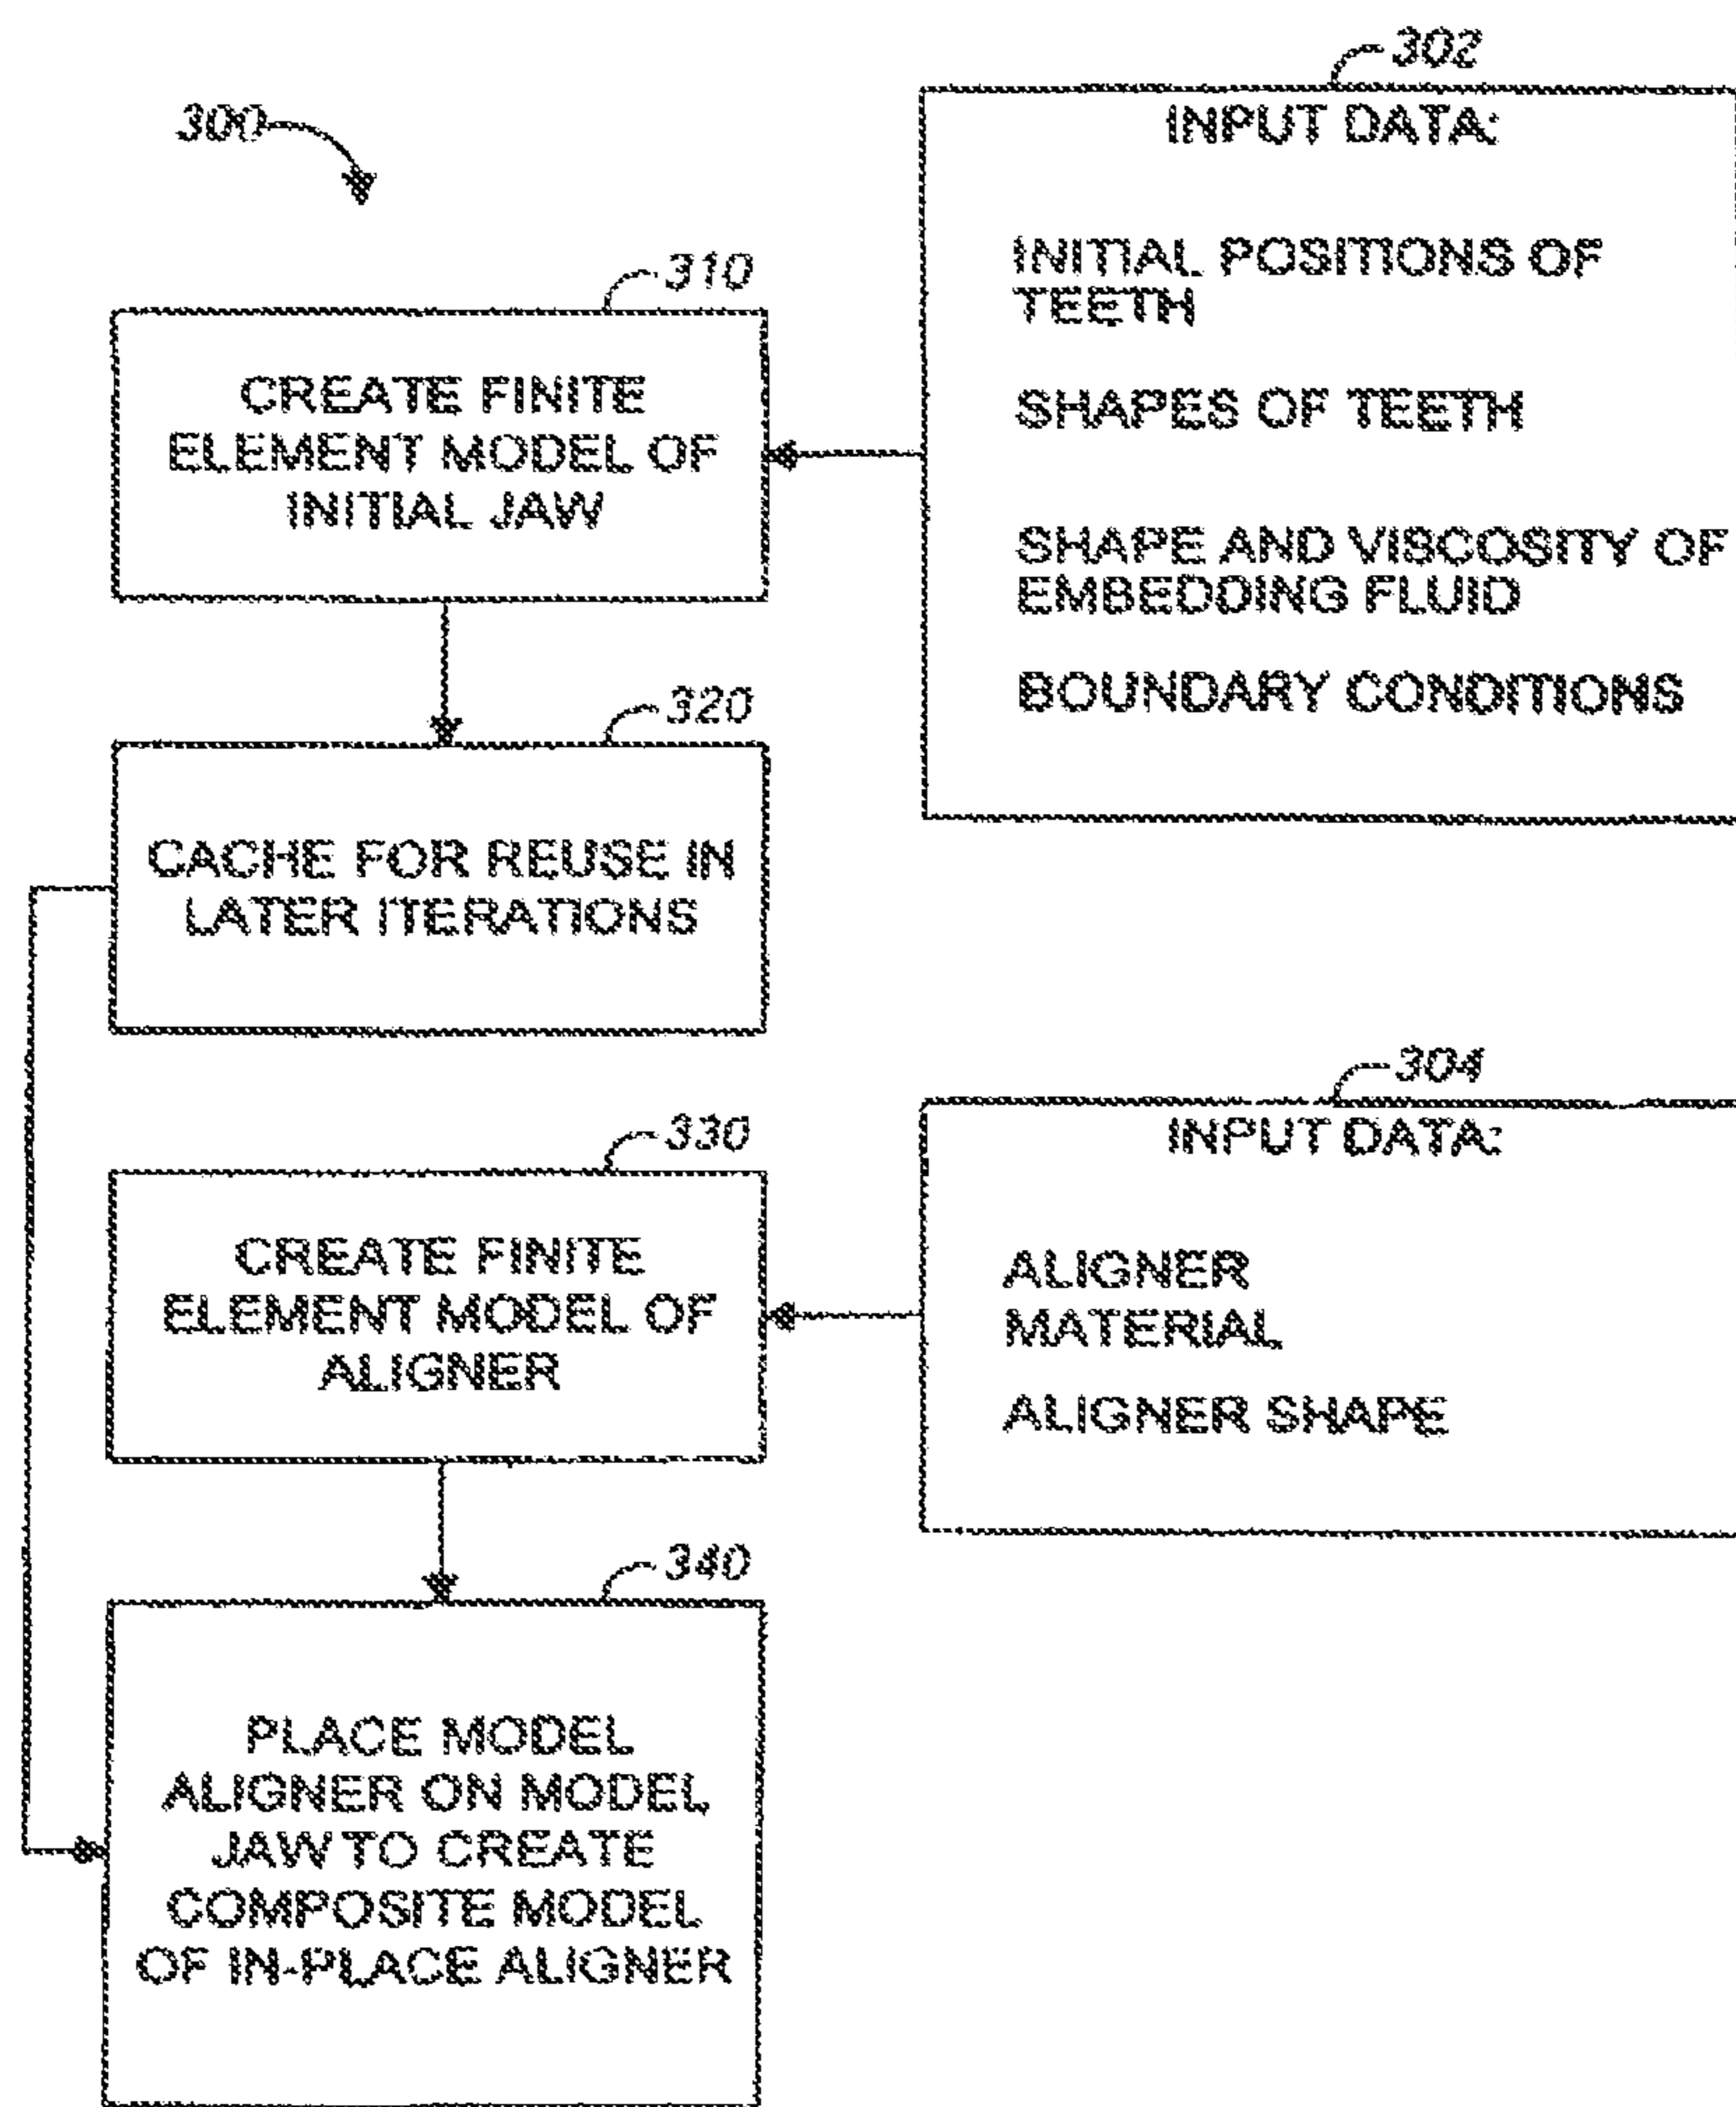 300
302
INPUT DATA:
INITIAL POSITIONS OF
TEETH
SHAPES OF TEETH
SHAPE AND VISCOSITY OF
EMBEDDING FLUID
BOUNDARY CONDITIONS
310
CREATE FINITE
ELEMENT MODEL OF
INITIAL JAW
320
CACHE FOR REUSE IN
LATER ITERATIONS
304
INPUT DATA:
ALIGNER
MATERIAL
ALIGNER SHAPE
330
CREATE FINITE
ELEMENT MODEL OF
ALIGNER
340
PLACE MODEL
ALIGNER ON MODEL
JAW TO CREATE
COMPOSITE MODEL
OF IN-PLACE ALIGNER